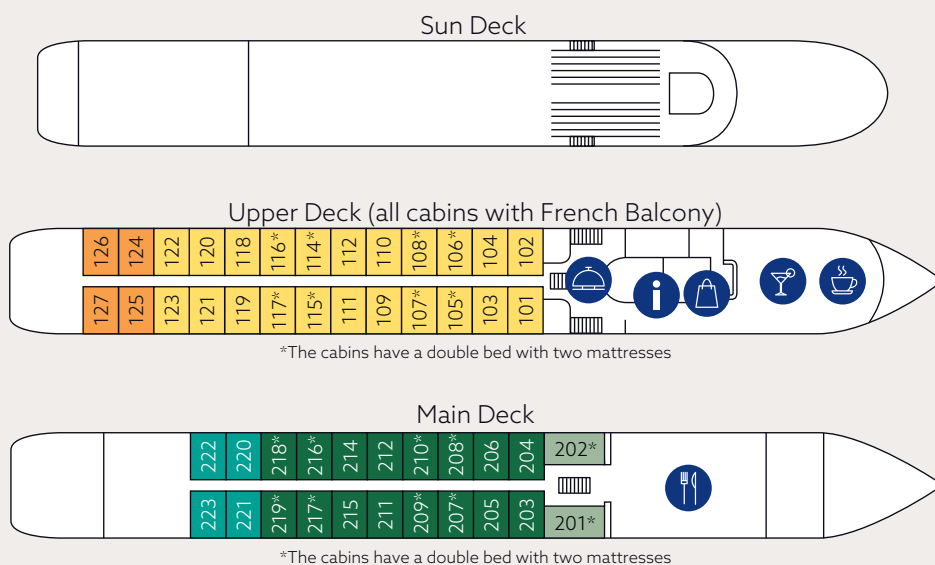 Sun Deck
Upper Deck (all cabins with French Balcony)
126 124 122 120 118 116* 114* 112 110 108* 106* 104 102
127 125 123 121 119 117* 115* 111 109 107* 105* 103 101
*The cabins have a double bed with two mattresses
Main Deck
222 220 218* 216* 214 212 210* 208* 206 204 202*
223 221 219* 217* 215 211 209* 207* 205 203 201*
*The cabins have a double bed with two mattresses